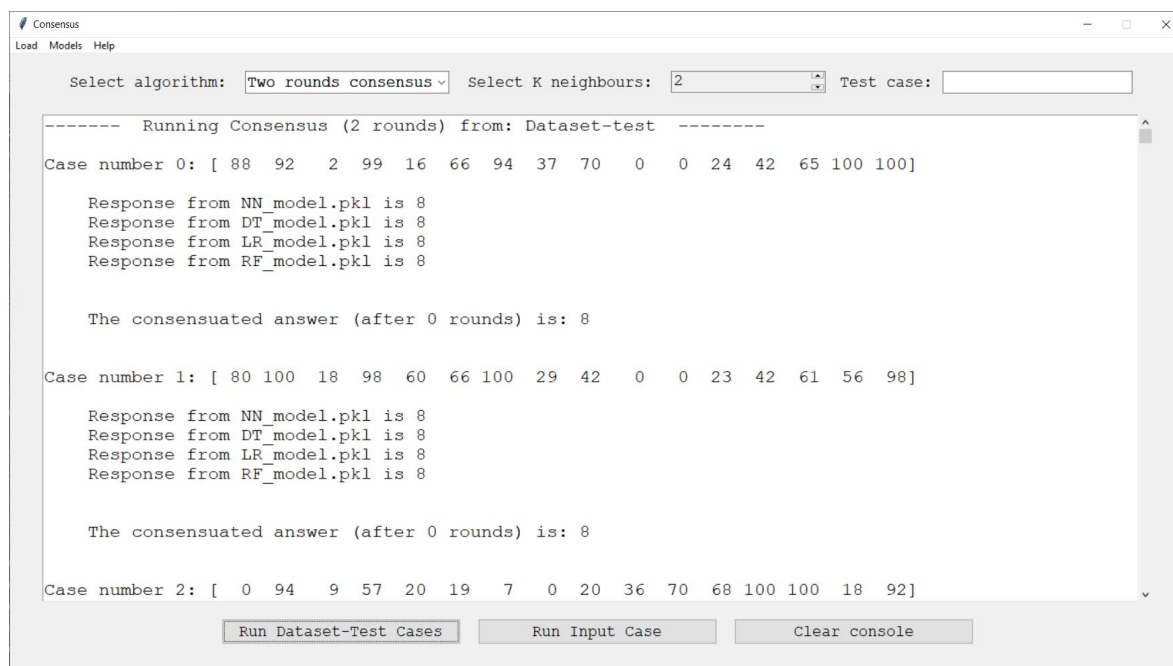 Consensus
Load Models Help
Select algorithm: Two rounds consensus Select K neighbours: 2 Test case:
------- Running Consensus (2 rounds) from: Dataset-test --------
Case number 0: [ 88 92 2 99 16 66 94 37 70 0 0 24 42 65 100 100]
Response from NN_model.pkl is 8
Response from DT_model.pkl is 8
Response from LR_model.pkl is 8
Response from RF_model.pkl is 8
The consensuated answer (after 0 rounds) is: 8
Case number 1: [ 80 100 18 98 60 66 100 29 42 0 0 23 42 61 56 98]
Response from NN_model.pkl is 8
Response from DT_model.pkl is 8
Response from LR_model.pkl is 8
Response from RF_model.pkl is 8
The consensuated answer (after 0 rounds) is: 8
Case number 2: [ 0 94 9 57 20 19 7 0 20 36 70 68 100 100 18 92]
Run Dataset-Test Cases Run Input Case Clear console